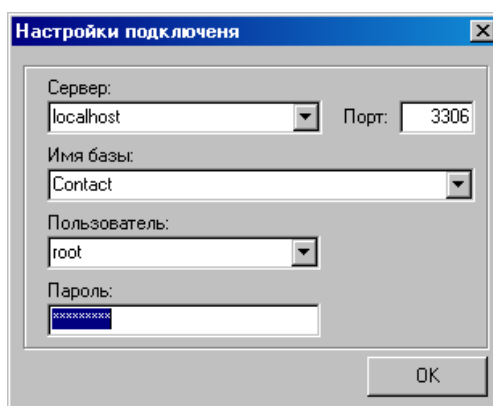 Настройки подключеня
Сервер:
localhost
Порт: 3306
Имя базы:
Contact
Пользователь:
root
Пароль:
*********
OK